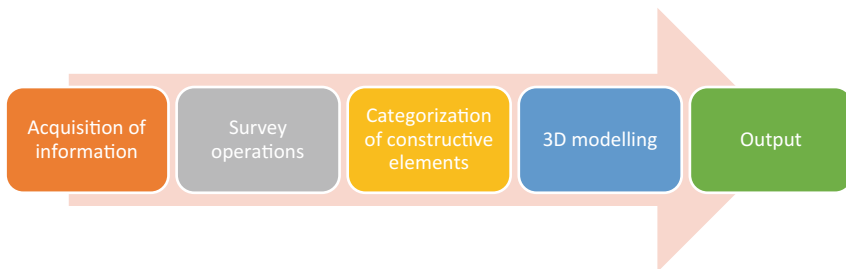 Acquisition of
information
Survey
operations
Categorization
of constructive
elements
3D modelling
Output